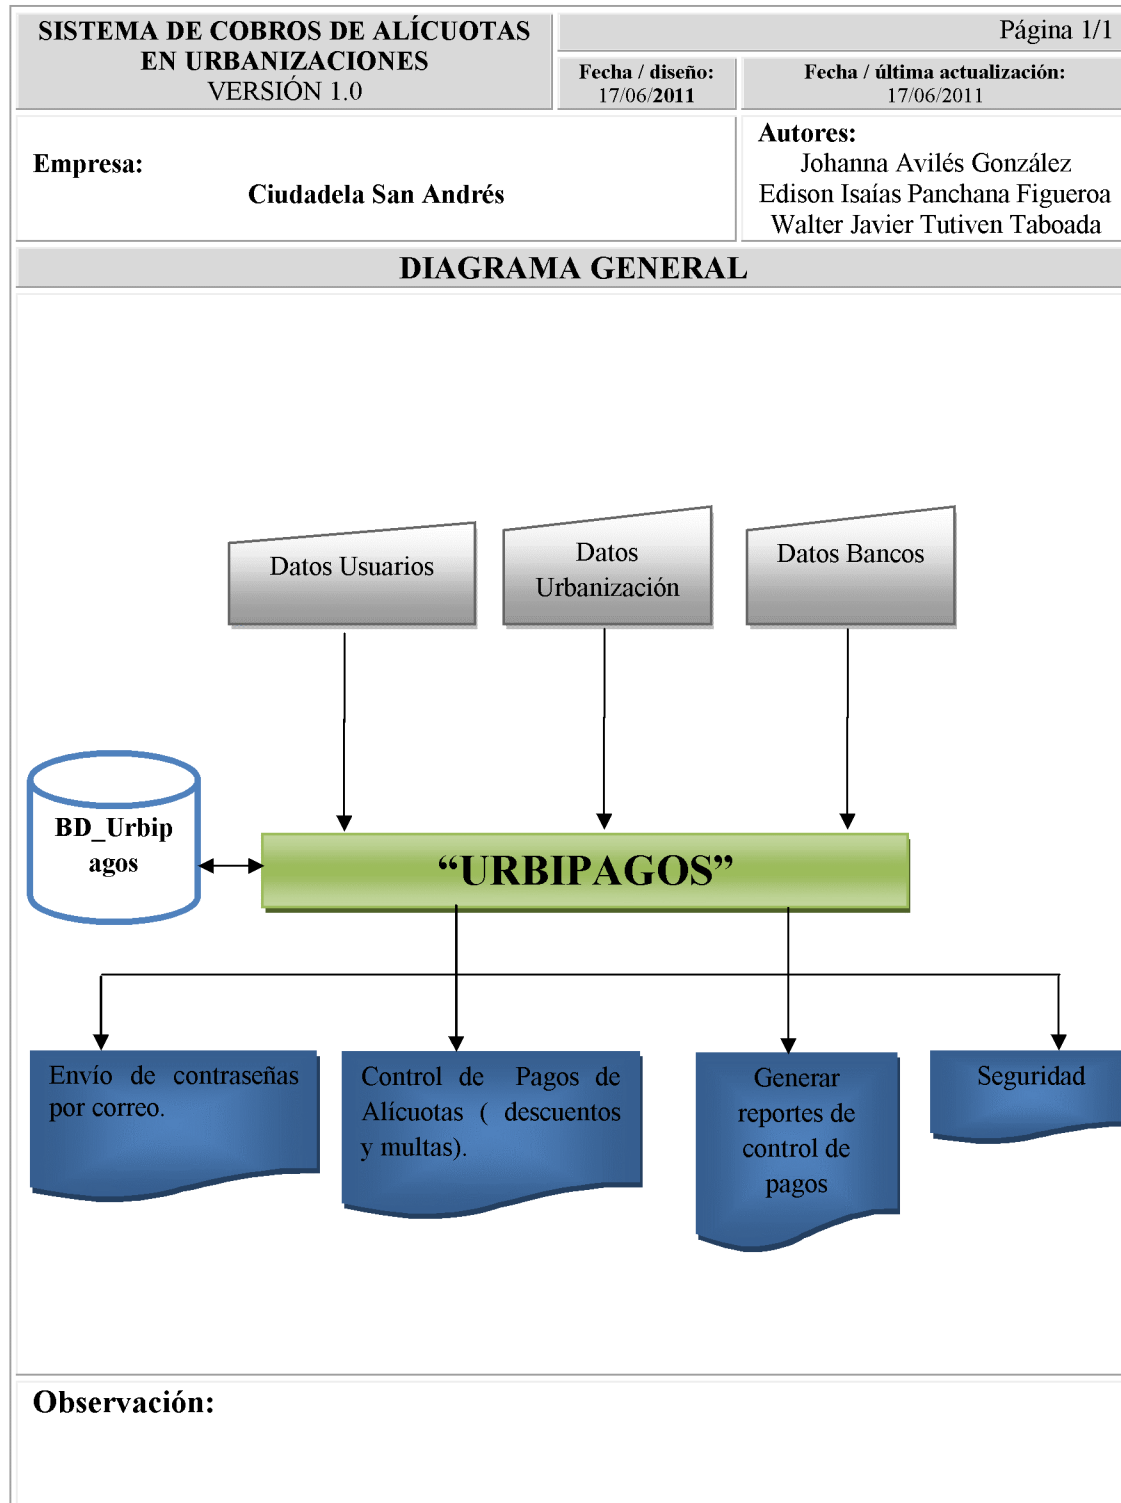 SISTEMA DE COBROS DE ALÍCUOTAS
EN URBANIZACIONES
VERSIÓN 1.0
Página 1/1
Fecha / diseño:
17/06/2011
Fecha / última actualización:
17/06/2011
Empresa:
Ciudadela San Andrés
Autores:
Johanna Avilés González
Edison Isaías Panchana Figueroa
Walter Javier Tutiven Taboada
DIAGRAMA GENERAL
Datos Usuarios
Datos
Urbanización
Datos Bancos
BD_Urbip
agos
“URBIPAGOS”
Envío de contraseñas
por correo.
Control de Pagos de
Alícuotas ( descuentos
y multas).
Generar
reportes de
control de
pagos
Seguridad
Observación: